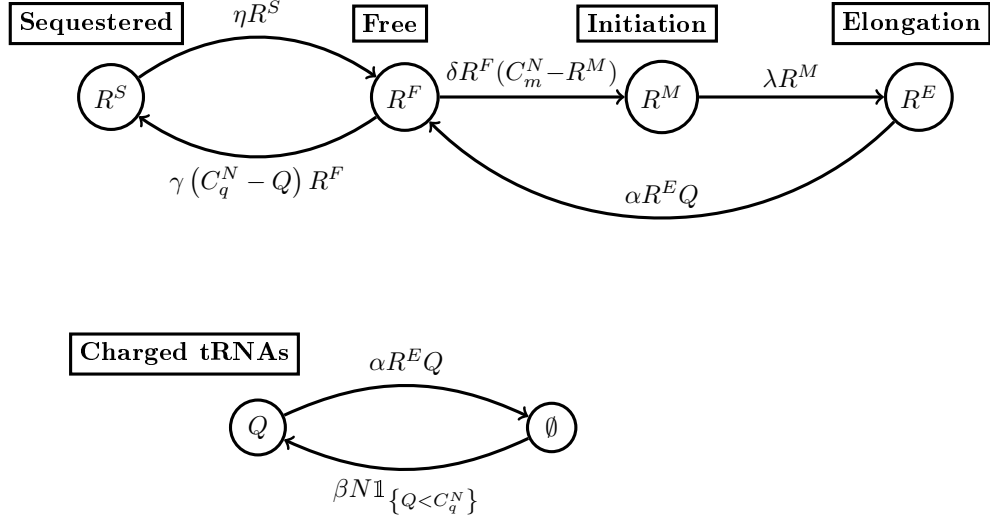 Sequestered
Free
Initiation
Elongation
ηR^S
R^S
R^F
δR^F(C_m^N−R^M)
R^M
λR^M
R^E
γ (C_q^N − Q) R^F
αR^E Q
Charged tRNAs
αR^E Q
Q
∅
βN𝟙_{Q<C_q^N}